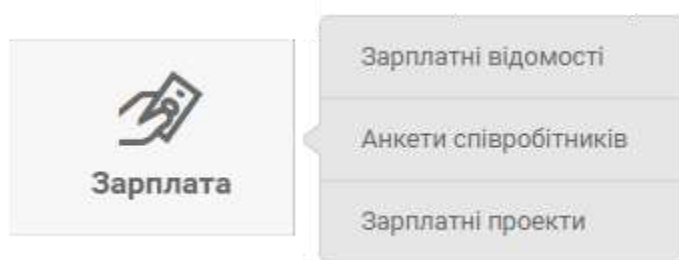 Зарплата
Зарплатні відомості
Анкети співробітників
Зарплатні проекти